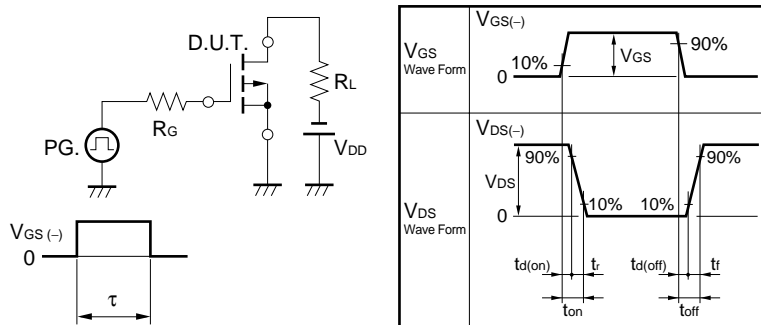 D.U.T.
RL
RG
PG.
VDD
VGS (−)
0
τ
VGS
Wave Form
VGS(−)
10%
VGS
90%
0
VDS
Wave Form
VDS(−)
90%
90%
VDS
10%
10%
0
td(on)
tr
td(off)
tf
ton
toff